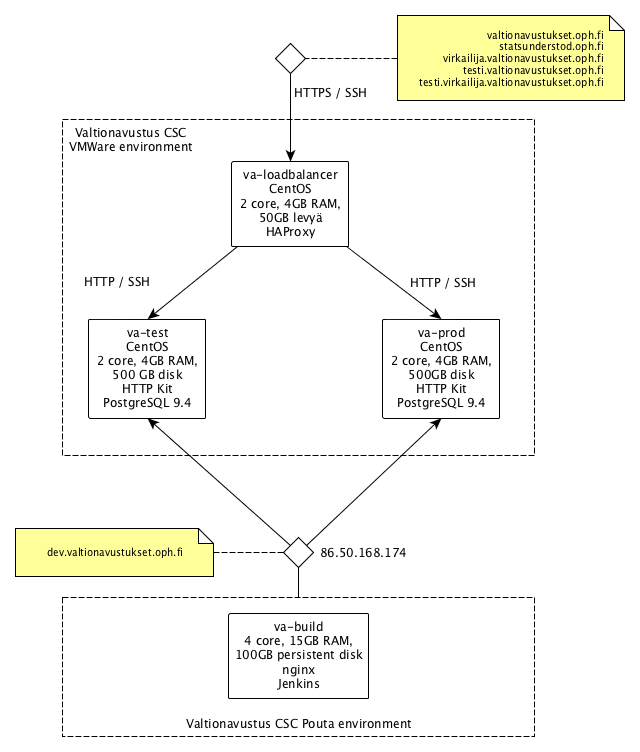 valtionavustukset.oph.fi
statsunderstod.oph.fi
virkailija.valtionavustukset.oph.fi
testi.valtionavustukset.oph.fi
testi.virkailija.valtionavustukset.oph.fi
HTTPS / SSH
Valtionavustus CSC
VMWare environment
va-loadbalancer
CentOS
2 core, 4GB RAM,
50GB levyä
HAProxy
HTTP / SSH
HTTP / SSH
va-test
CentOS
2 core, 4GB RAM,
500 GB disk
HTTP Kit
PostgreSQL 9.4
va-prod
CentOS
2 core, 4GB RAM,
500GB disk
HTTP Kit
PostgreSQL 9.4
dev.valtionavustukset.oph.fi
86.50.168.174
va-build
4 core, 15GB RAM,
100GB persistent disk
nginx
Jenkins
Valtionavustus CSC Pouta environment